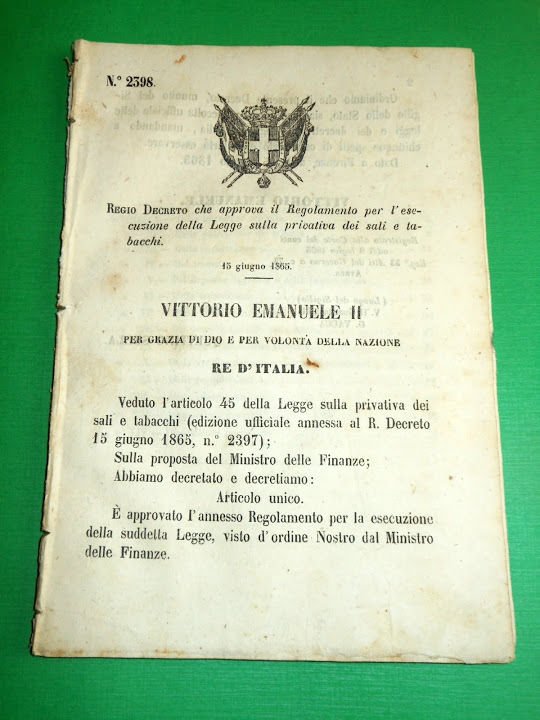 N.° 2398.
REGIO DECRETO che approva il Regolamento per l'ese-
cuzione della Legge sulla privativa dei sali e ta-
bacchi.
15 giugno 1865.
VITTORIO EMANUELE II
PER GRAZIA DI DIO E PER VOLONTÀ DELLA NAZIONE
RE D'ITALIA.
Veduto l'articolo 45 della Legge sulla privativa dei
sali e tabacchi (edizione ufficiale annessa al R. Decreto
15 giugno 1865, n.° 2397);
Sulla proposta del Ministro delle Finanze;
Abbiamo decretato e decretiamo:
Articolo unico.
È approvato l'annesso Regolamento per la esecuzione
della suddetta Legge, visto d'ordine Nostro dal Ministro
delle Finanze.